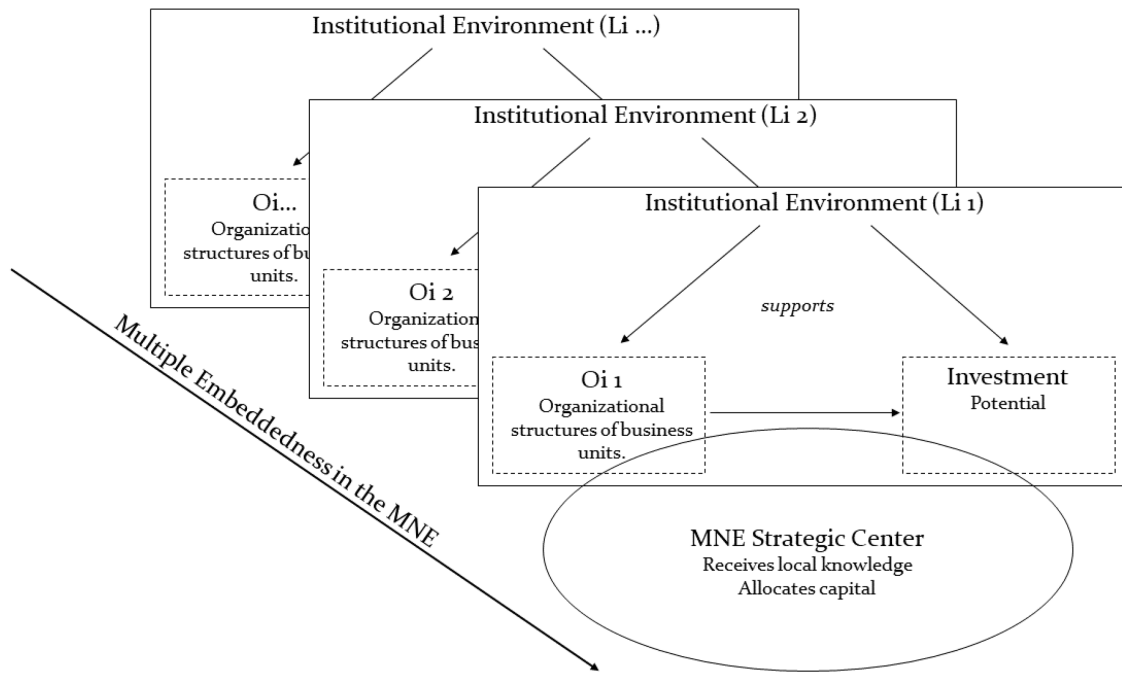 Institutional Environment (Li ...)
Institutional Environment (Li 2)
Institutional Environment (Li 1)
Oi...
Organizatio
structures of bu
units.
Oi 2
Organization
structures of bus
units.
supports
Oi 1
Organizational
structures of business
units.
Investment
Potential
Multiple Embeddedness in the MNE
MNE Strategic Center
Receives local knowledge
Allocates capital